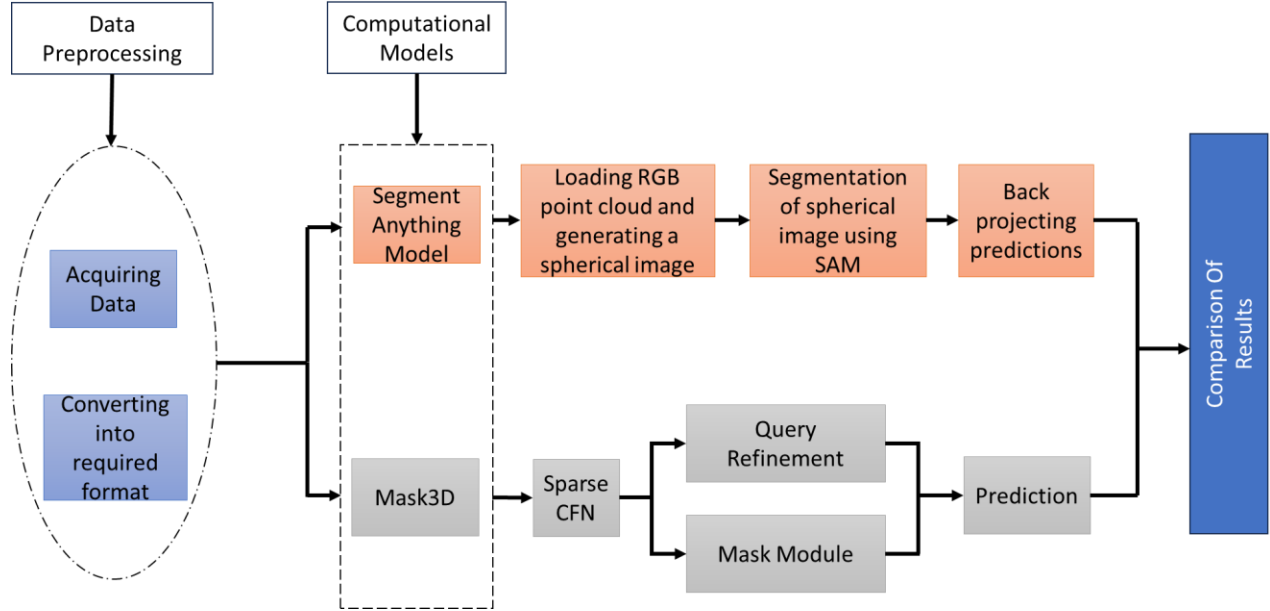 Data
Preprocessing
Computational
Models
Acquiring
Data
Converting
into
required
format
Segment
Anything
Model
Loading RGB
point cloud and
generating a
spherical image
Segmentation
of spherical
image using
SAM
Back
projecting
predictions
Mask3D
Sparse
CFN
Query
Refinement
Mask Module
Prediction
Comparison Of
Results